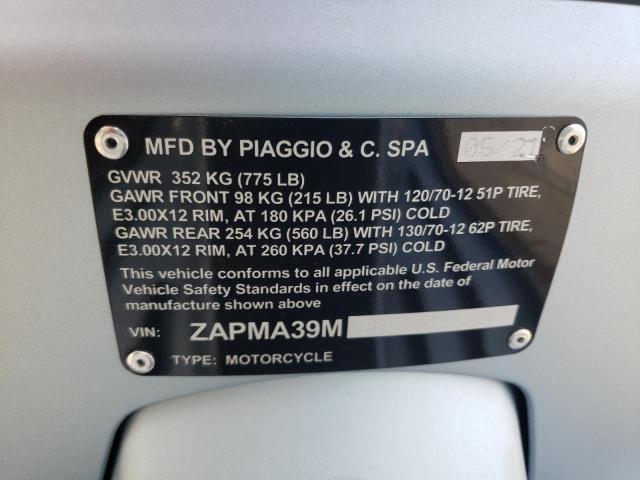 MFD BY PIAGGIO & C. SPA 05/21
GVWR 352 KG (775 LB)
GAWR FRONT 98 KG (215 LB) WITH 120/70-12 51P TIRE,
E3.00X12 RIM, AT 180 KPA (26.1 PSI) COLD
GAWR REAR 254 KG (560 LB) WITH 130/70-12 62P TIRE,
E3.00X12 RIM, AT 260 KPA (37.7 PSI) COLD
This vehicle conforms to all applicable U.S. Federal Motor
Vehicle Safety Standards in effect on the date of
manufacture shown above
VIN: ZAPMA39M
TYPE: MOTORCYCLE